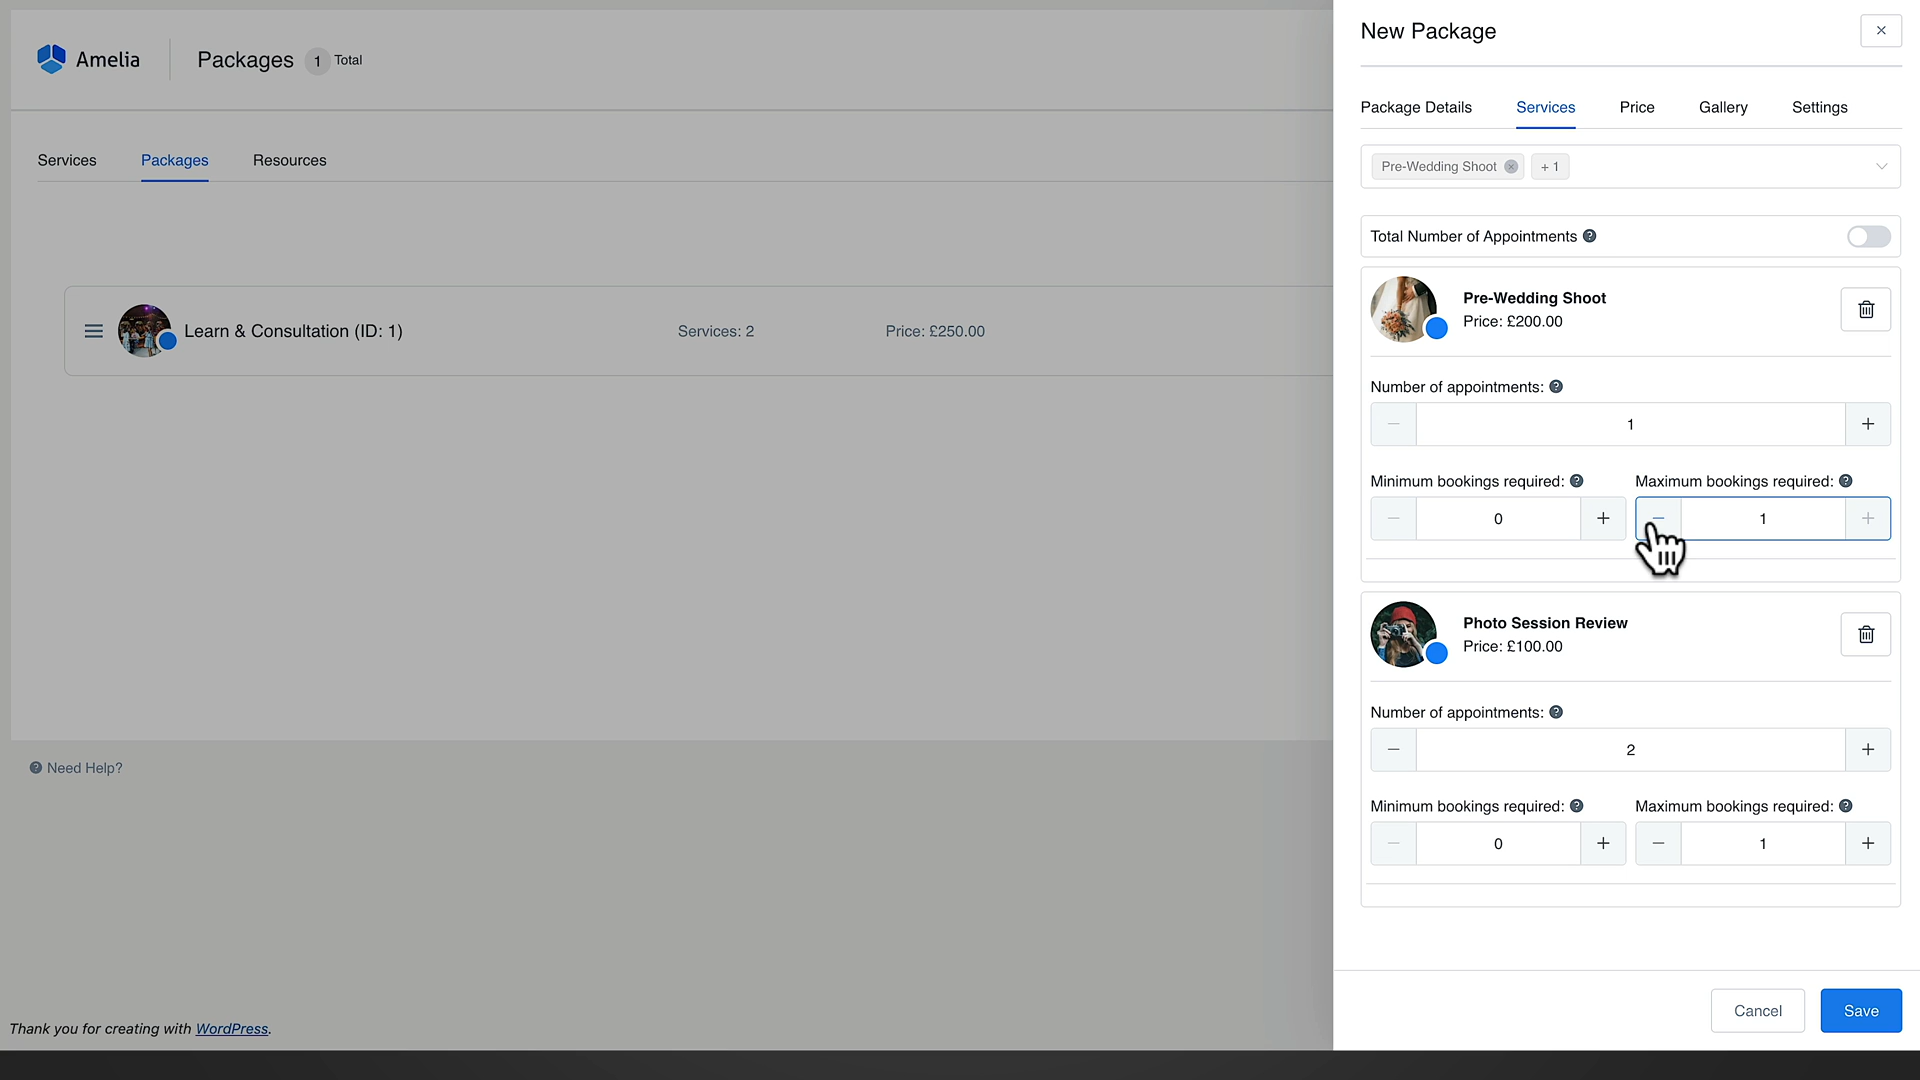 Amelia
Packages 1 Total
Services Packages Resources
Learn & Consultation (ID: 1) Services: 2 Price: £250.00
Need Help?
Thank you for creating with WordPress.
New Package
Package Details Services Price Gallery Settings
Pre-Wedding Shoot + 1
Total Number of Appointments
Pre-Wedding Shoot
Price: £200.00
Number of appointments:
1
Minimum bookings required: Maximum bookings required:
0 1
Photo Session Review
Price: £100.00
Number of appointments:
2
Minimum bookings required: Maximum bookings required:
0 1
Cancel Save